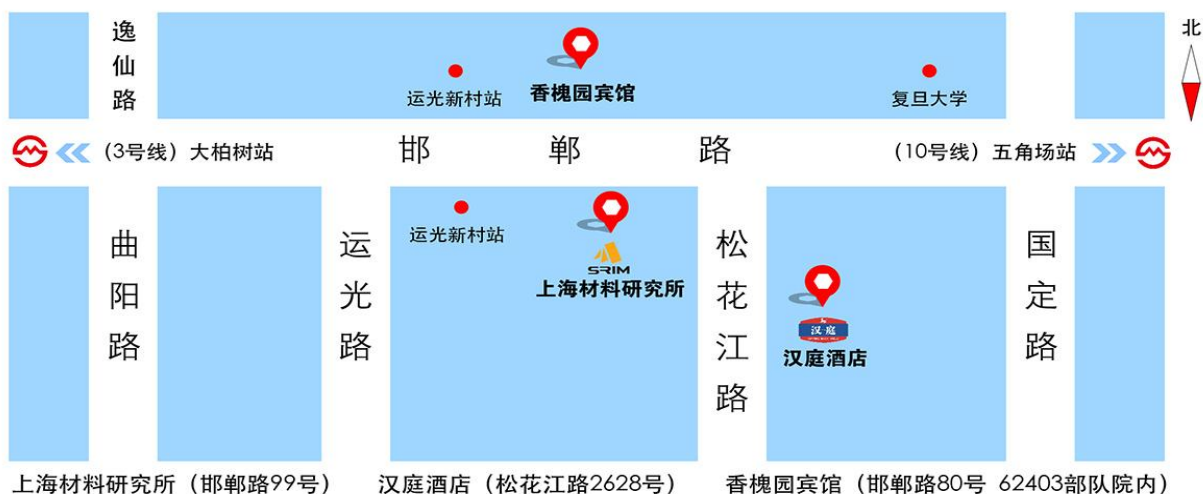 逸仙路
北
运光新村站
香槐园宾馆
复旦大学
(3号线) 大柏树站
邯郸路
(10号线) 五角场站
曲阳路
运光路
运光新村站
SRIM
上海材料研究所
松花江路
汉庭
汉庭酒店
国定路
上海材料研究所（邯郸路99号）
汉庭酒店（松花江路2628号）
香槐园宾馆（邯郸路80号 62403部队院内）